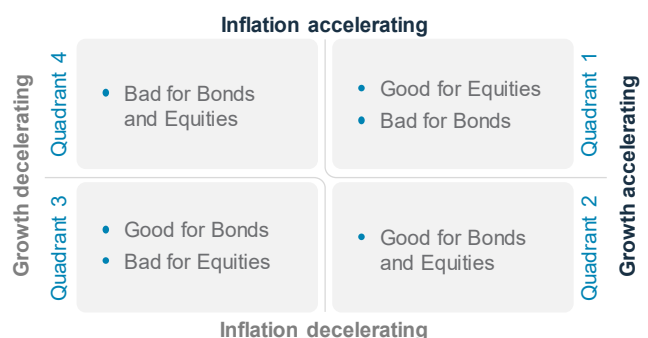 Inflation accelerating
Growth decelerating
Quadrant 4
• Bad for Bonds
and Equities
• Good for Equities
• Bad for Bonds
Quadrant 1
Growth accelerating
Quadrant 3
• Good for Bonds
• Bad for Equities
• Good for Bonds
and Equities
Quadrant 2
Inflation decelerating